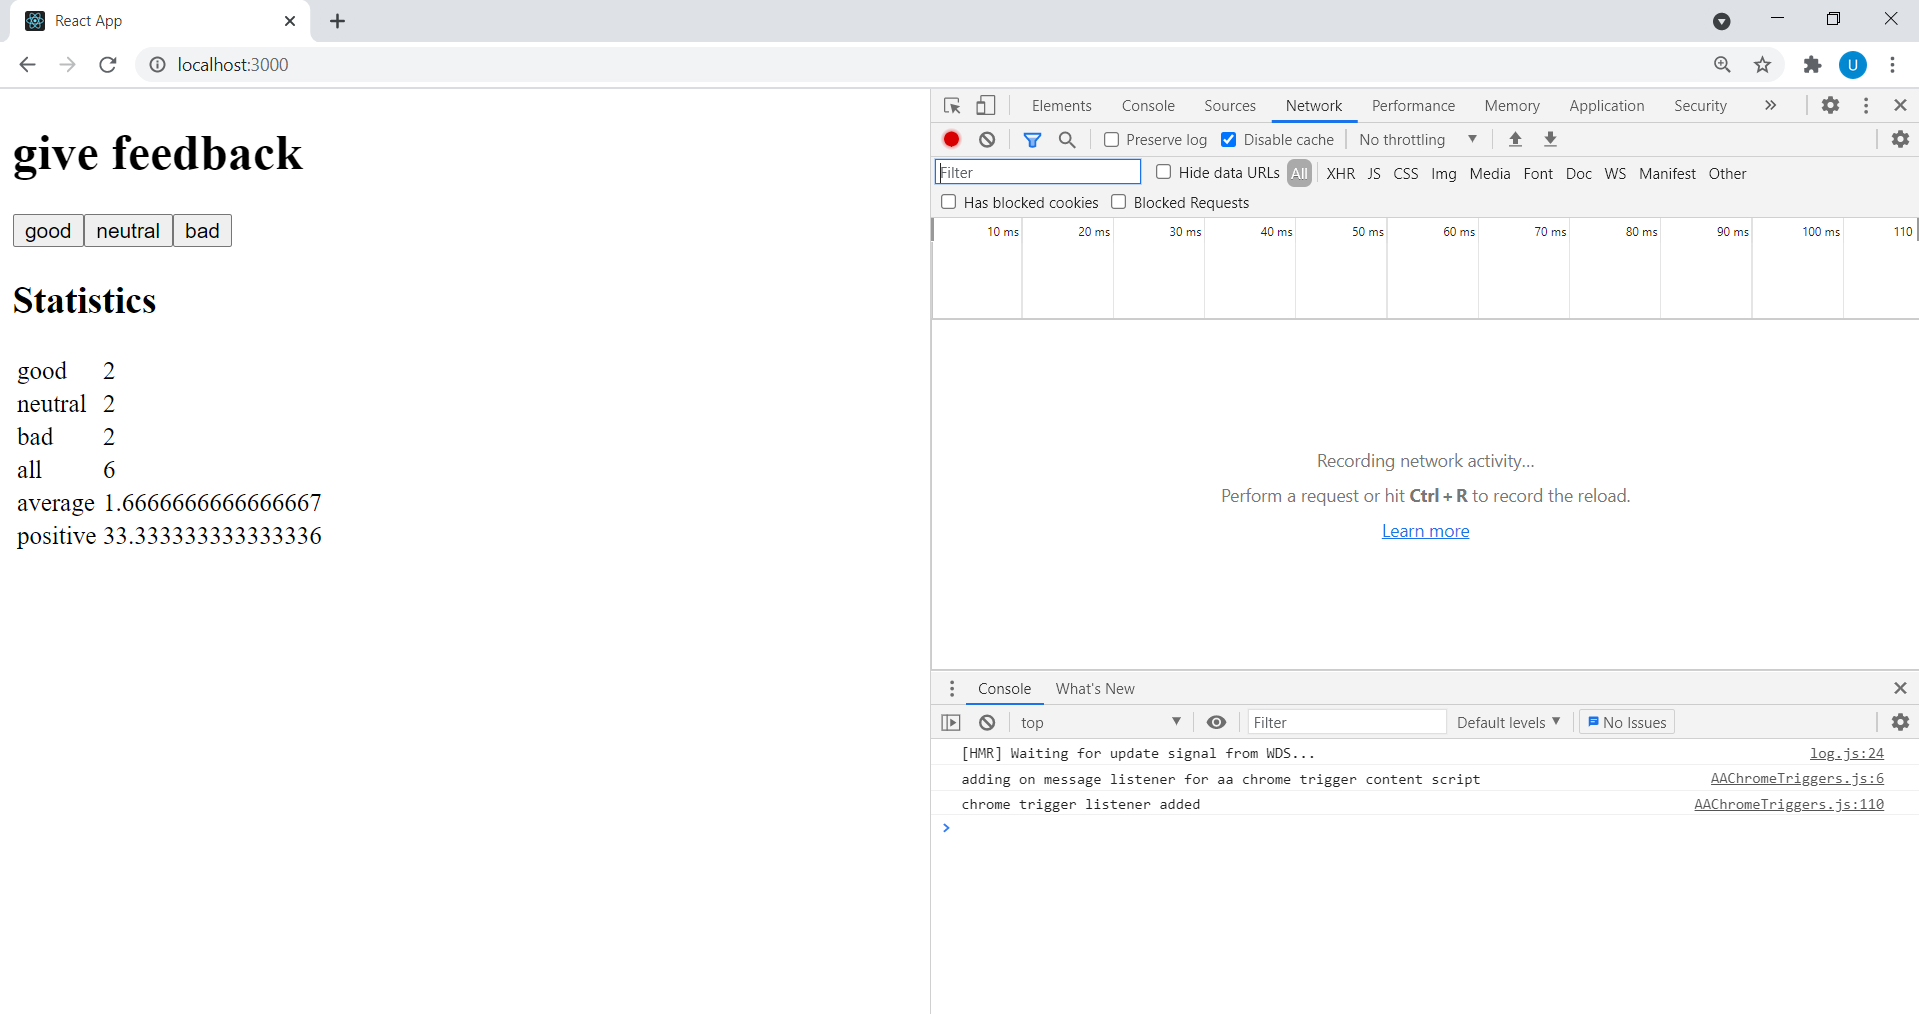 React App
localhost:3000
U
give feedback
good neutral bad
Statistics
good 2
neutral 2
bad 2
all 6
average 1.6666666666666667
positive 33.333333333333336
Elements Console Sources Network Performance Memory Application Security
Preserve log Disable cache No throttling
Filter Hide data URLs All XHR JS CSS Img Media Font Doc WS Manifest Other
Has blocked cookies Blocked Requests
10 ms 20 ms 30 ms 40 ms 50 ms 60 ms 70 ms 80 ms 90 ms 100 ms 110
Recording network activity...
Perform a request or hit Ctrl + R to record the reload.
Learn more
Console What's New
top Filter Default levels No Issues
[HMR] Waiting for update signal from WDS... log.js:24
adding on message listener for aa chrome trigger content script AAChromeTriggers.js:6
chrome trigger listener added AAChromeTriggers.js:110